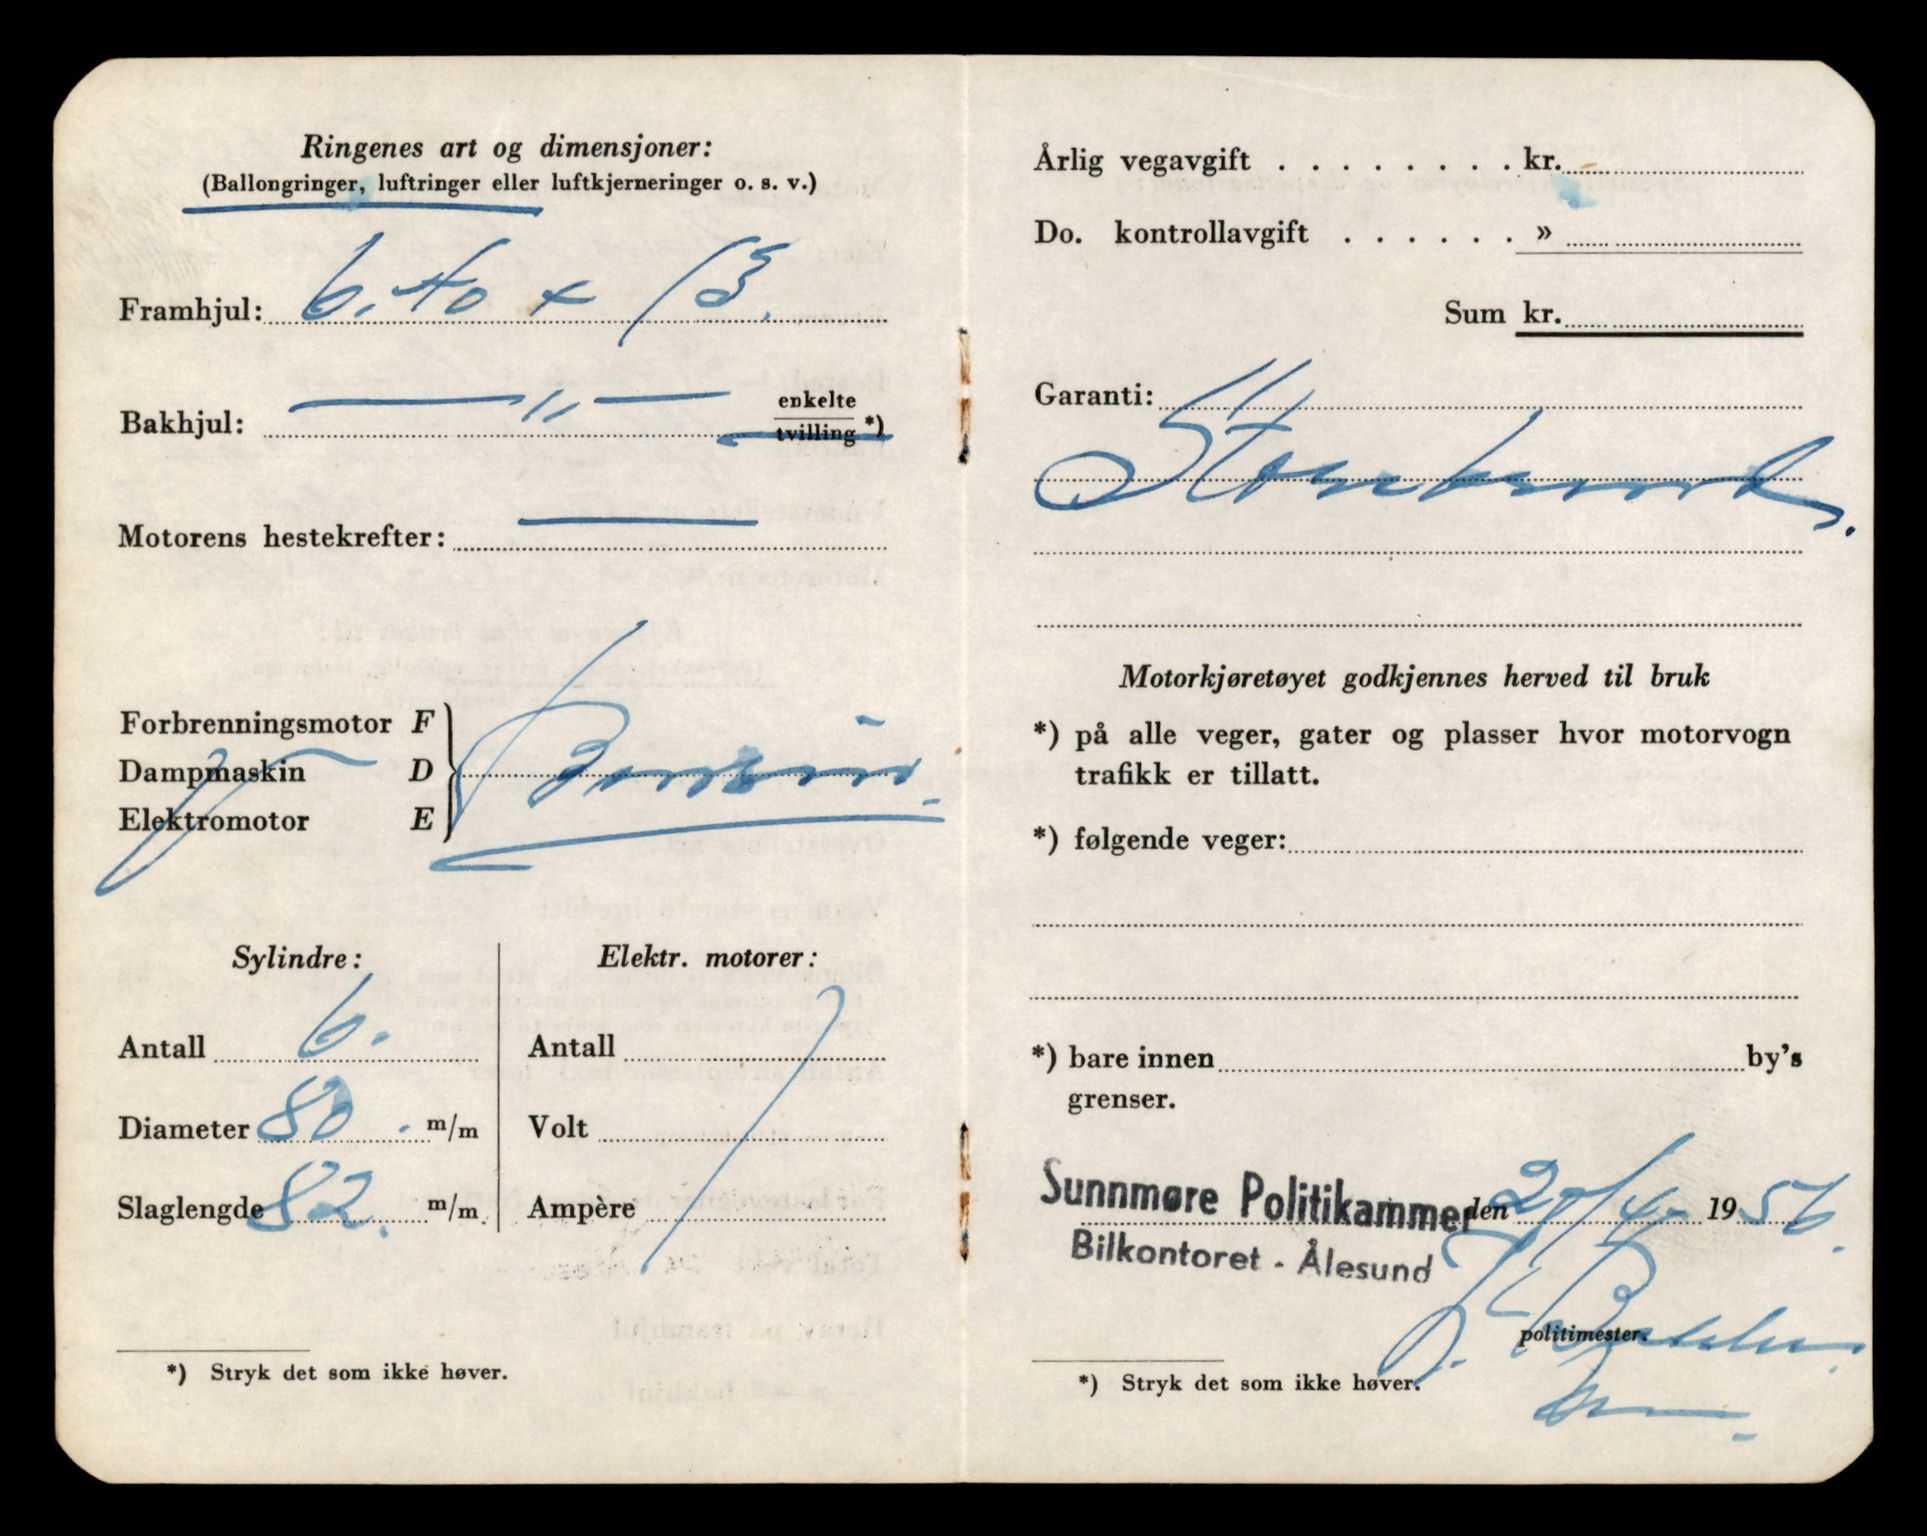 Ringenes art og dimensjoner:
(Ballongringer, luftringer eller luftkjerneringer o. s. v.)
Framhjul: 6.40 x 13.
Bakhjul: — „ — enkelte
tvilling *)
Motorens hestekrefter: —
Forbrenningsmotor F
Dampmaskin D Benzin
Elektromotor E
Sylindre:
Antall 6.
Diameter 80 m/m
Slaglengde 82. m/m
Elektr. motorer:
Antall
Volt
Ampère
*) Stryk det som ikke høver.
Årlig vegavgift . . . . . . . . kr.
Do. kontrollavgift . . . . . . »
Sum kr.
Garanti:
Storebrand.
Motorkjøretøyet godkjennes herved til bruk
*) på alle veger, gater og plasser hvor motorvogn
trafikk er tillatt.
*) følgende veger:
*) bare innen by's
grenser.
Sunnmøre Politikammer den 20/4 - 1956.
Bilkontoret - Ålesund
politimester.
*) Stryk det som ikke høver.